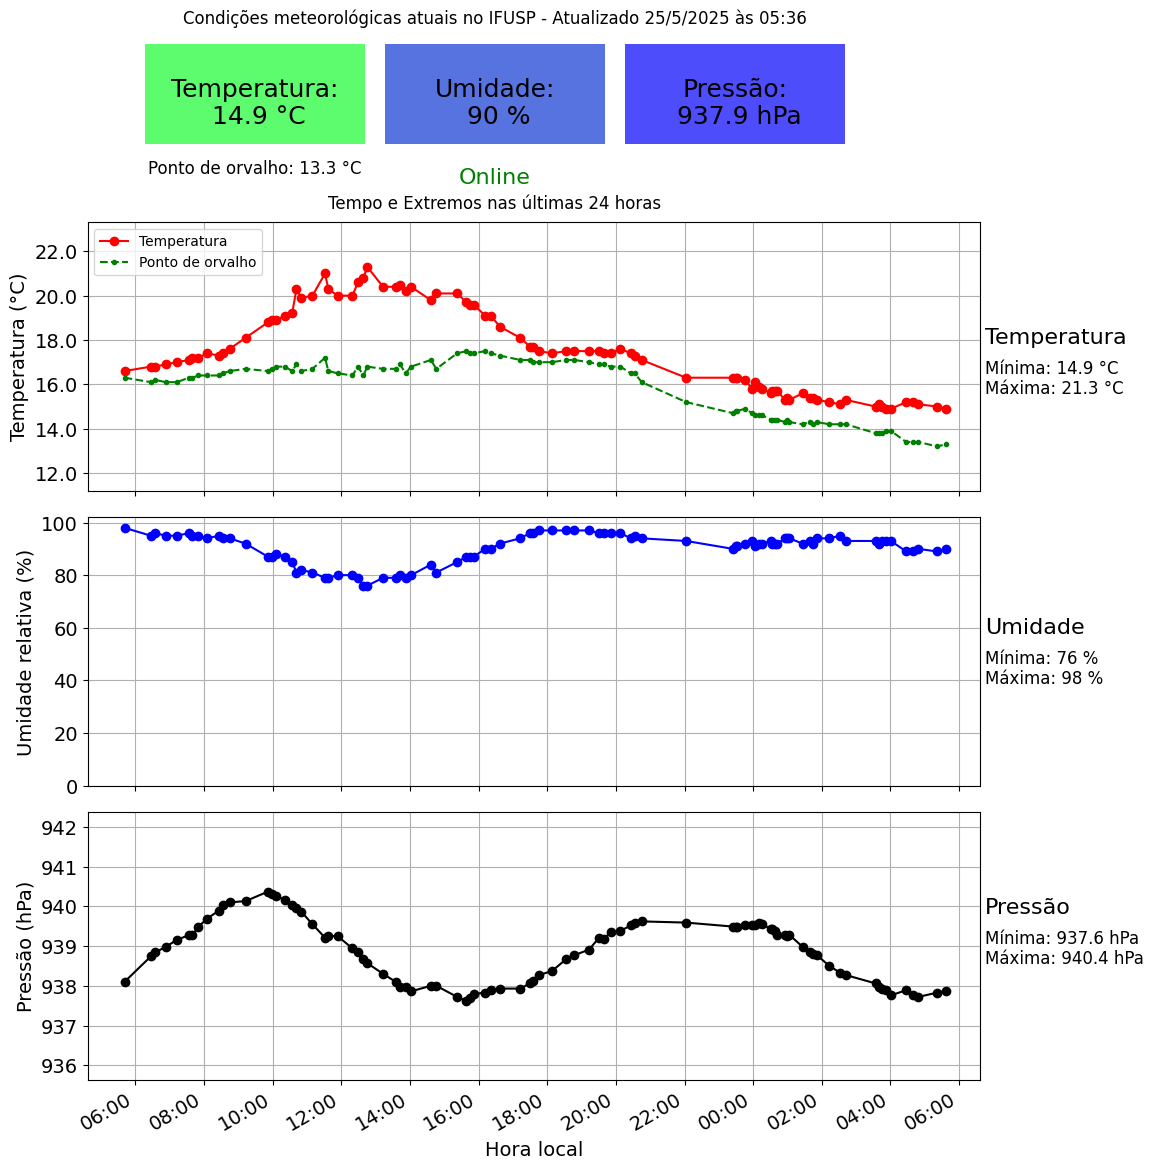 Condições meteorológicas atuais no IFUSP - Atualizado 25/5/2025 às 05:36
Temperatura:
14.9 °C
Umidade:
90 %
Pressão:
937.9 hPa
Ponto de orvalho: 13.3 °C
Online
Tempo e Extremos nas últimas 24 horas
Temperatura (°C)
22.0
20.0
18.0
16.0
14.0
12.0
Temperatura
Ponto de orvalho
Temperatura
Mínima: 14.9 °C
Máxima: 21.3 °C
Umidade relativa (%)
100
80
60
40
20
0
Umidade
Mínima: 76 %
Máxima: 98 %
Pressão (hPa)
942
941
940
939
938
937
936
Pressão
Mínima: 937.6 hPa
Máxima: 940.4 hPa
06:00 08:00 10:00 12:00 14:00 16:00 18:00 20:00 22:00 00:00 02:00 04:00 06:00
Hora local